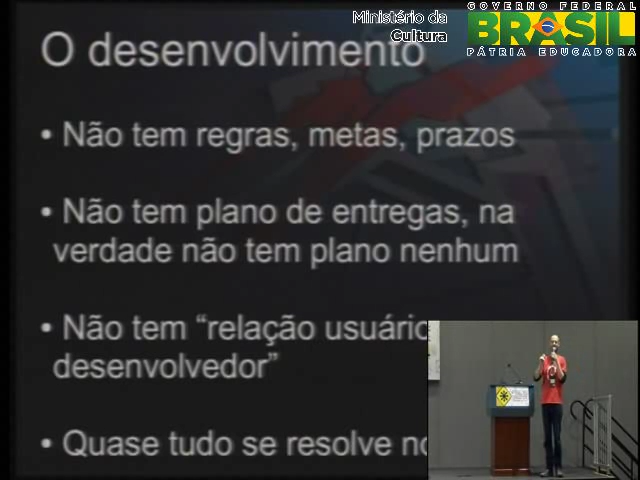 Ministério da
Cultura
GOVERNO FEDERAL
BRASIL
PÁTRIA EDUCADORA
O desenvolvimento
• Não tem regras, metas, prazos
• Não tem plano de entregas, na
verdade não tem plano nenhum
• Não tem “relação usuário
desenvolvedor”
• Quase tudo se resolve no